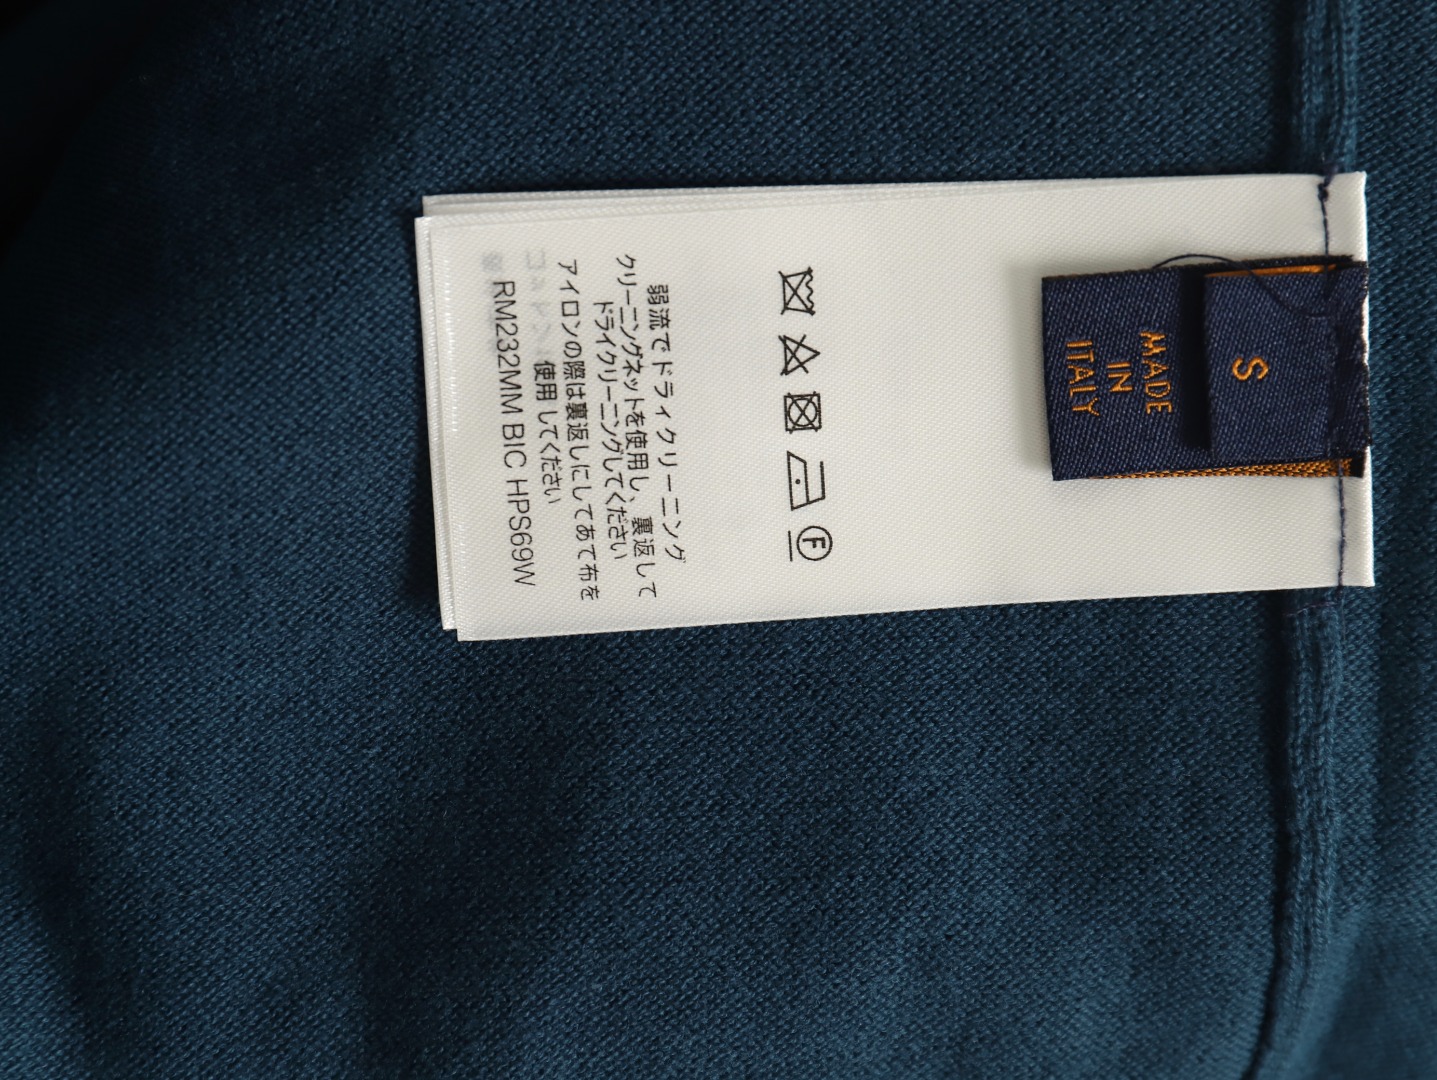 S
MADE
IN
ITALY
F
弱流でドライクリーニング
クリーニングネットを使用し、裏返して
ドライクリーニングしてください
アイロンの際は裏返しにしてあて布を
使用してください
RM232MM BIC HPS69W